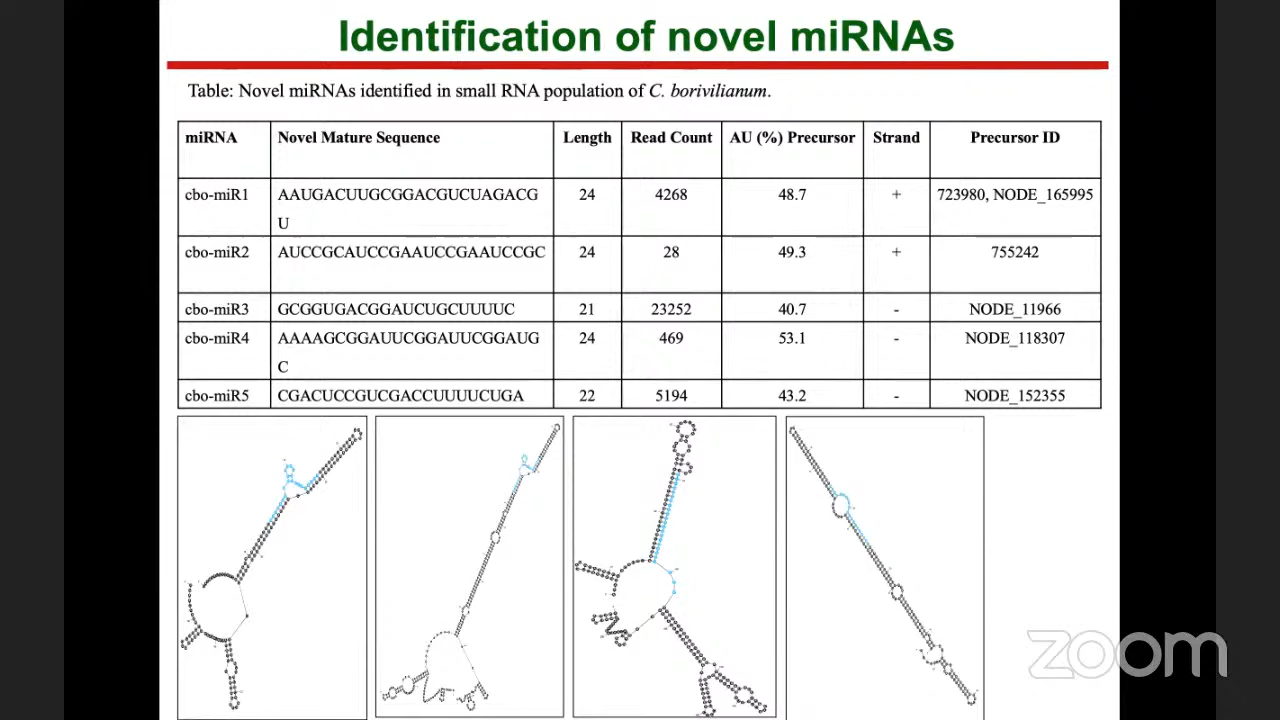 Identification of novel miRNAs
Table: Novel miRNAs identified in small RNA population of C. borivilianum.
miRNA Novel Mature Sequence Length Read Count AU (%) Precursor Strand Precursor ID
cbo-miR1 AAUGACUUGCGGACGUCUAGACG 24 4268 48.7 + 723980, NODE_165995
U
cbo-miR2 AUCCGCAUCCGAAUCCGAAUCCGC 24 28 49.3 + 755242
cbo-miR3 GCGGUGACGGAUCUGCUUUUC 21 23252 40.7 - NODE_11966
cbo-miR4 AAAAGCGGAUUCGGAUUCGGAUG 24 469 53.1 - NODE_118307
C
cbo-miR5 CGACUCCGUCGACCUUUUCUGA 22 5194 43.2 - NODE_152355
zoom